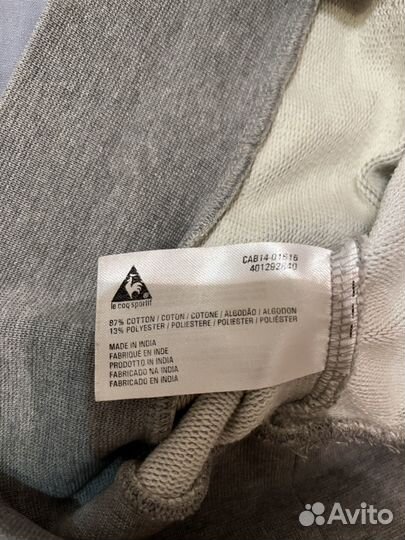 CAB14-01616
401292840
le coq sportif
87% COTTON / COTON / COTONE / ALGODÃO / ALGODON
13% POLYESTER / POLIESTERE / POLIESTER / POLIÉSTER
MADE IN INDIA
FABRIQUE EN INDE
PRODOTTO IN INDIA
FABRICADO NA INDIA
FABRICADO EN INDIA
Avito